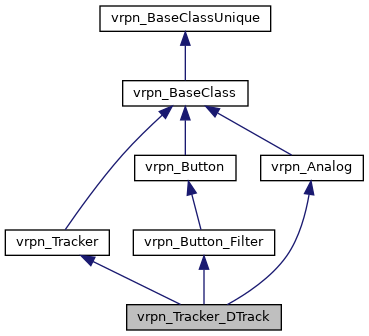 vrpn_BaseClassUnique
vrpn_BaseClass
vrpn_Button
vrpn_Analog
vrpn_Tracker
vrpn_Button_Filter
vrpn_Tracker_DTrack